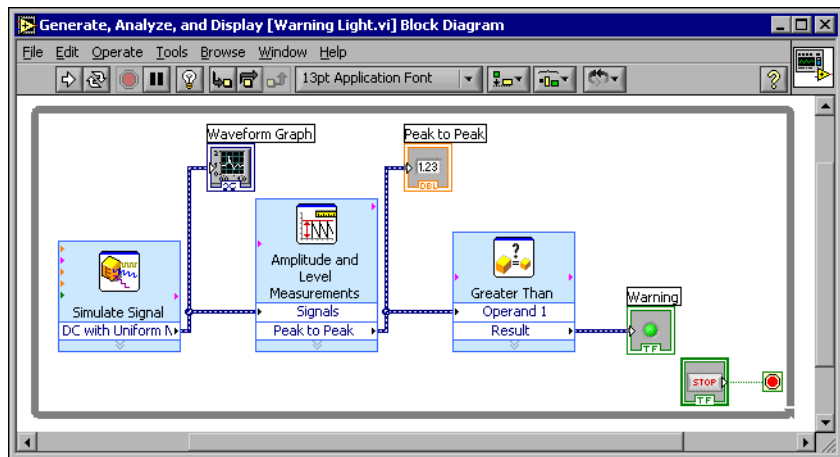 Generate, Analyze, and Display [Warning Light.vi] Block Diagram
File Edit Operate Tools Browse Window Help
13pt Application Font
Waveform Graph
Peak to Peak
1.23
DBL
Amplitude and
Level
Measurements
Simulate Signal
Greater Than
Warning
Signals
Operand 1
DC with Uniform N
Peak to Peak
Result
TF
STOP
TF